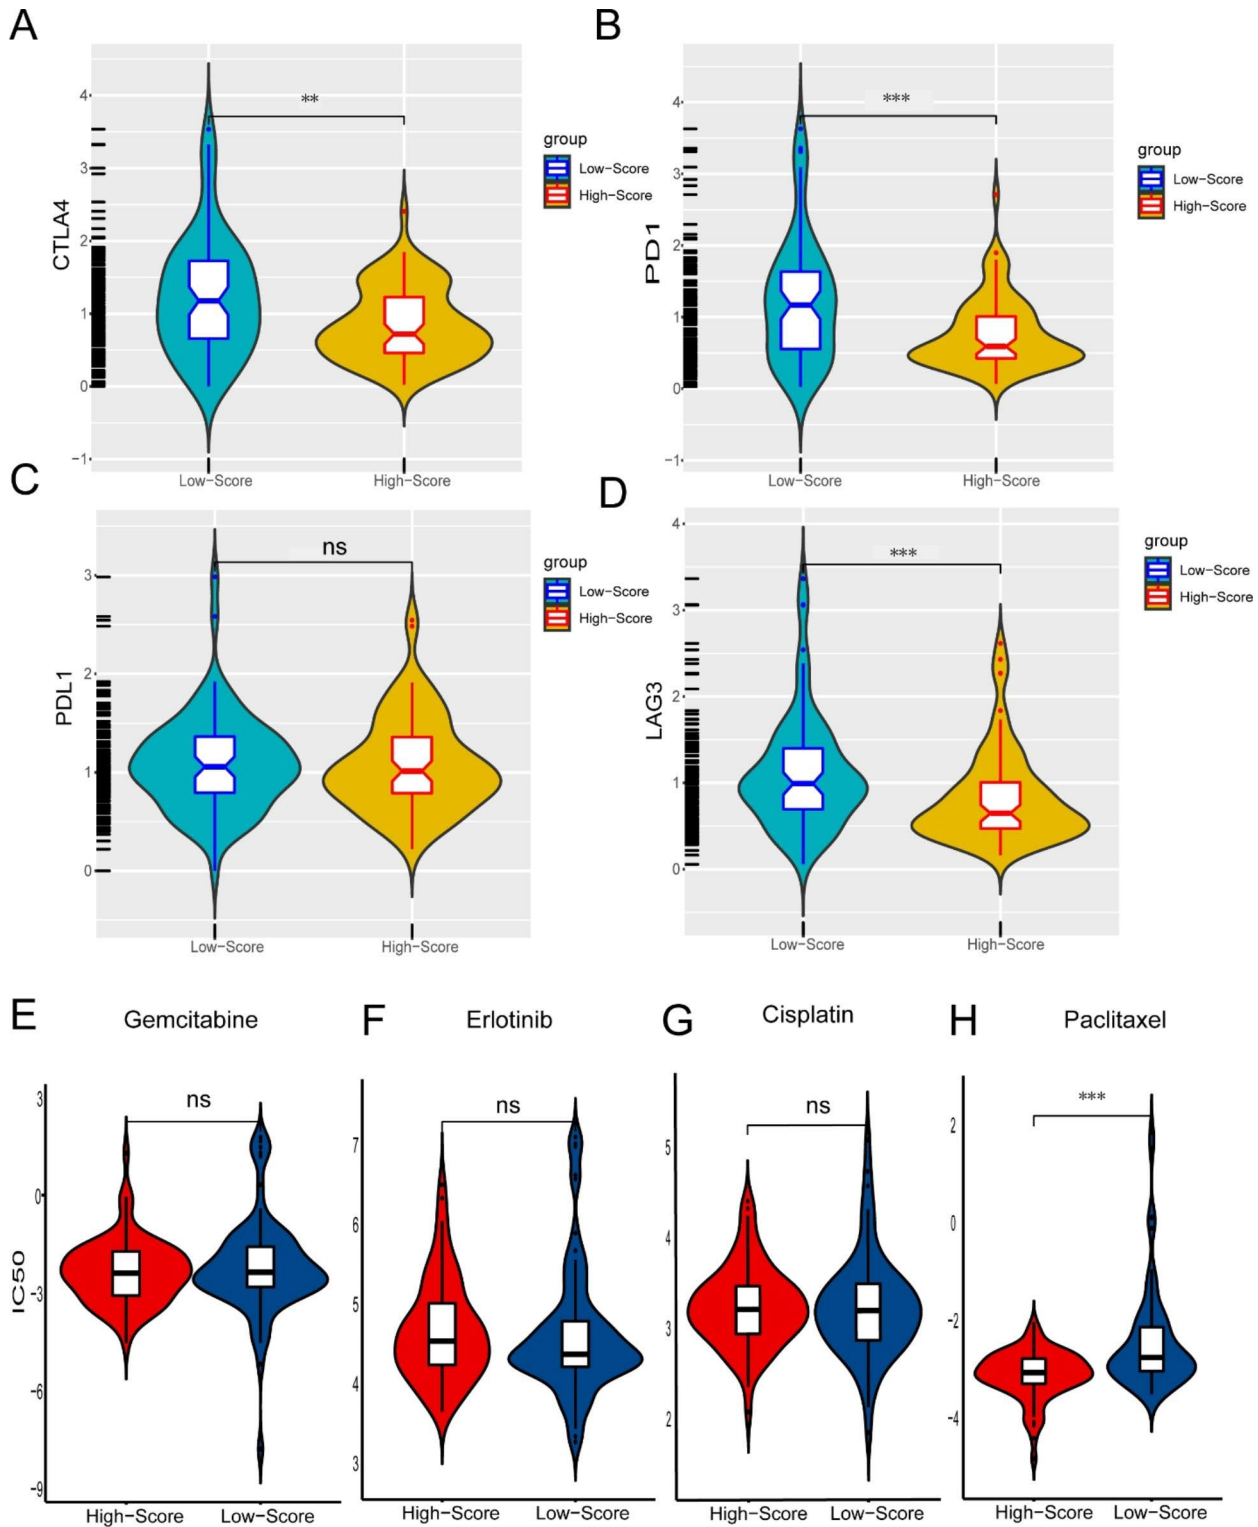 A
CTLA4
4
3
2
1
0
−1
**
Low−Score
High−Score
group
Low−Score
High−Score
B
PD1
4
3
2
1
0
−1
***
Low−Score
High−Score
group
Low−Score
High−Score
C
PDL1
3
2
1
0
ns
Low−Score
High−Score
group
Low−Score
High−Score
D
LAG3
4
3
2
1
0
***
Low−Score
High−Score
group
Low−Score
High−Score
E
Gemcitabine
IC50
3
0
−3
−6
−9
ns
High−Score
Low−Score
F
Erlotinib
7
6
5
4
3
ns
High−Score
Low−Score
G
Cisplatin
5
4
3
2
ns
High−Score
Low−Score
H
Paclitaxel
2
0
−2
−4
***
High−Score
Low−Score